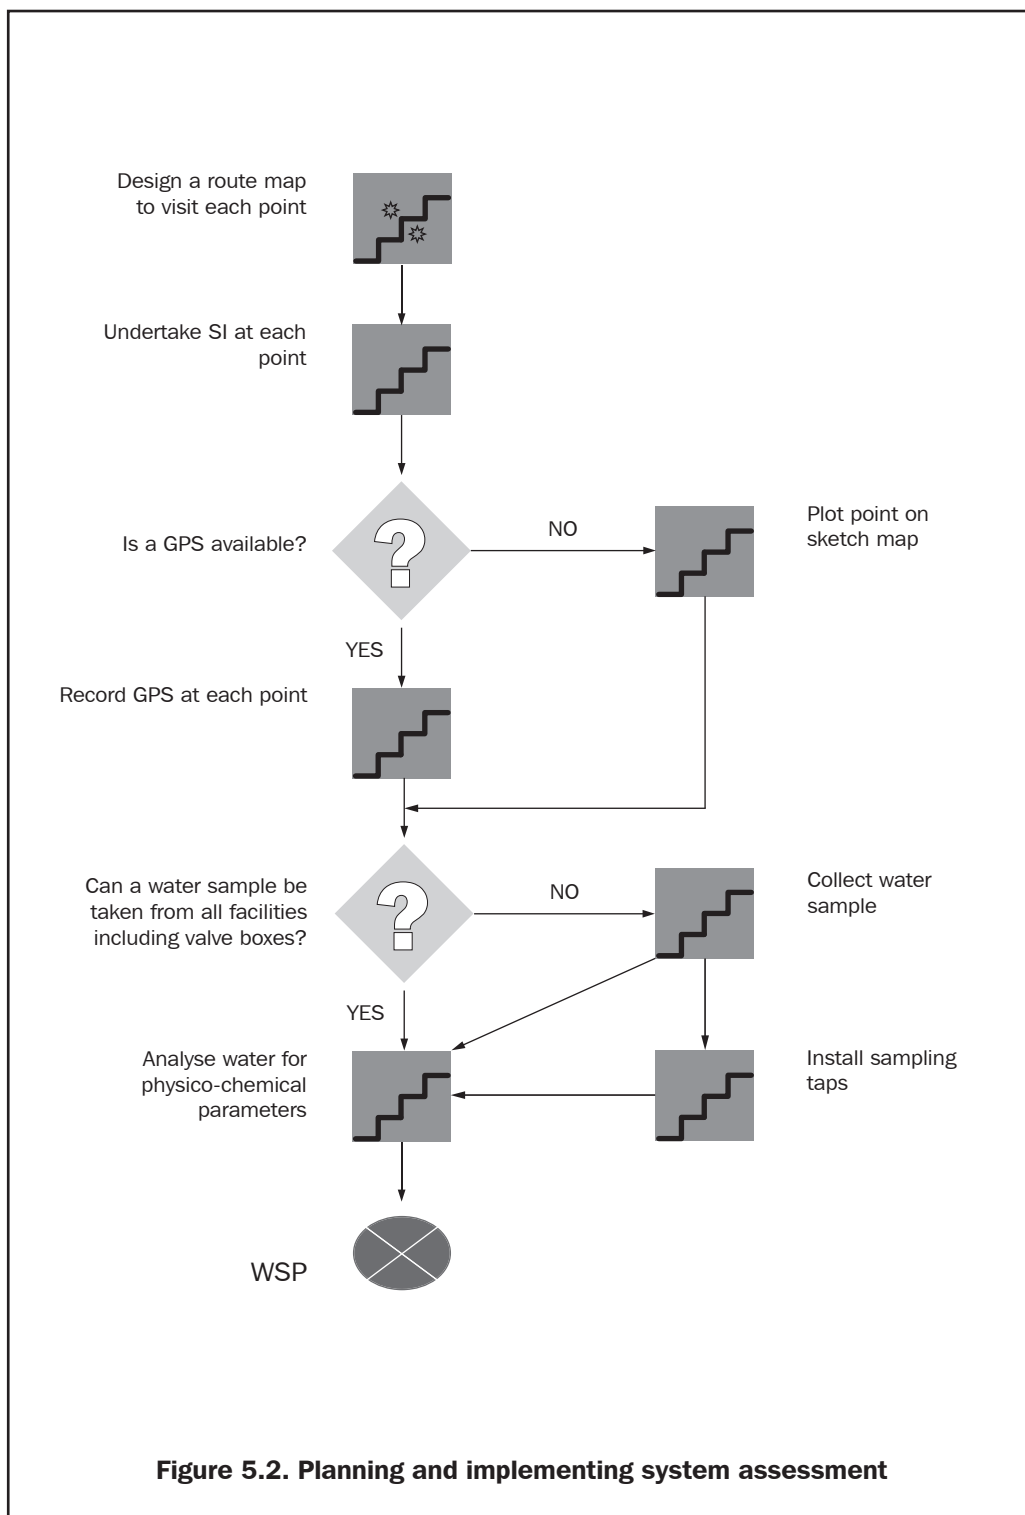 Design a route map
to visit each point
Undertake SI at each
point
Is a GPS available?
?
NO
Plot point on
sketch map
YES
Record GPS at each point
Can a water sample be
taken from all facilities
including valve boxes?
?
NO
Collect water
sample
YES
Analyse water for
physico-chemical
parameters
Install sampling
taps
WSP
Figure 5.2. Planning and implementing system assessment